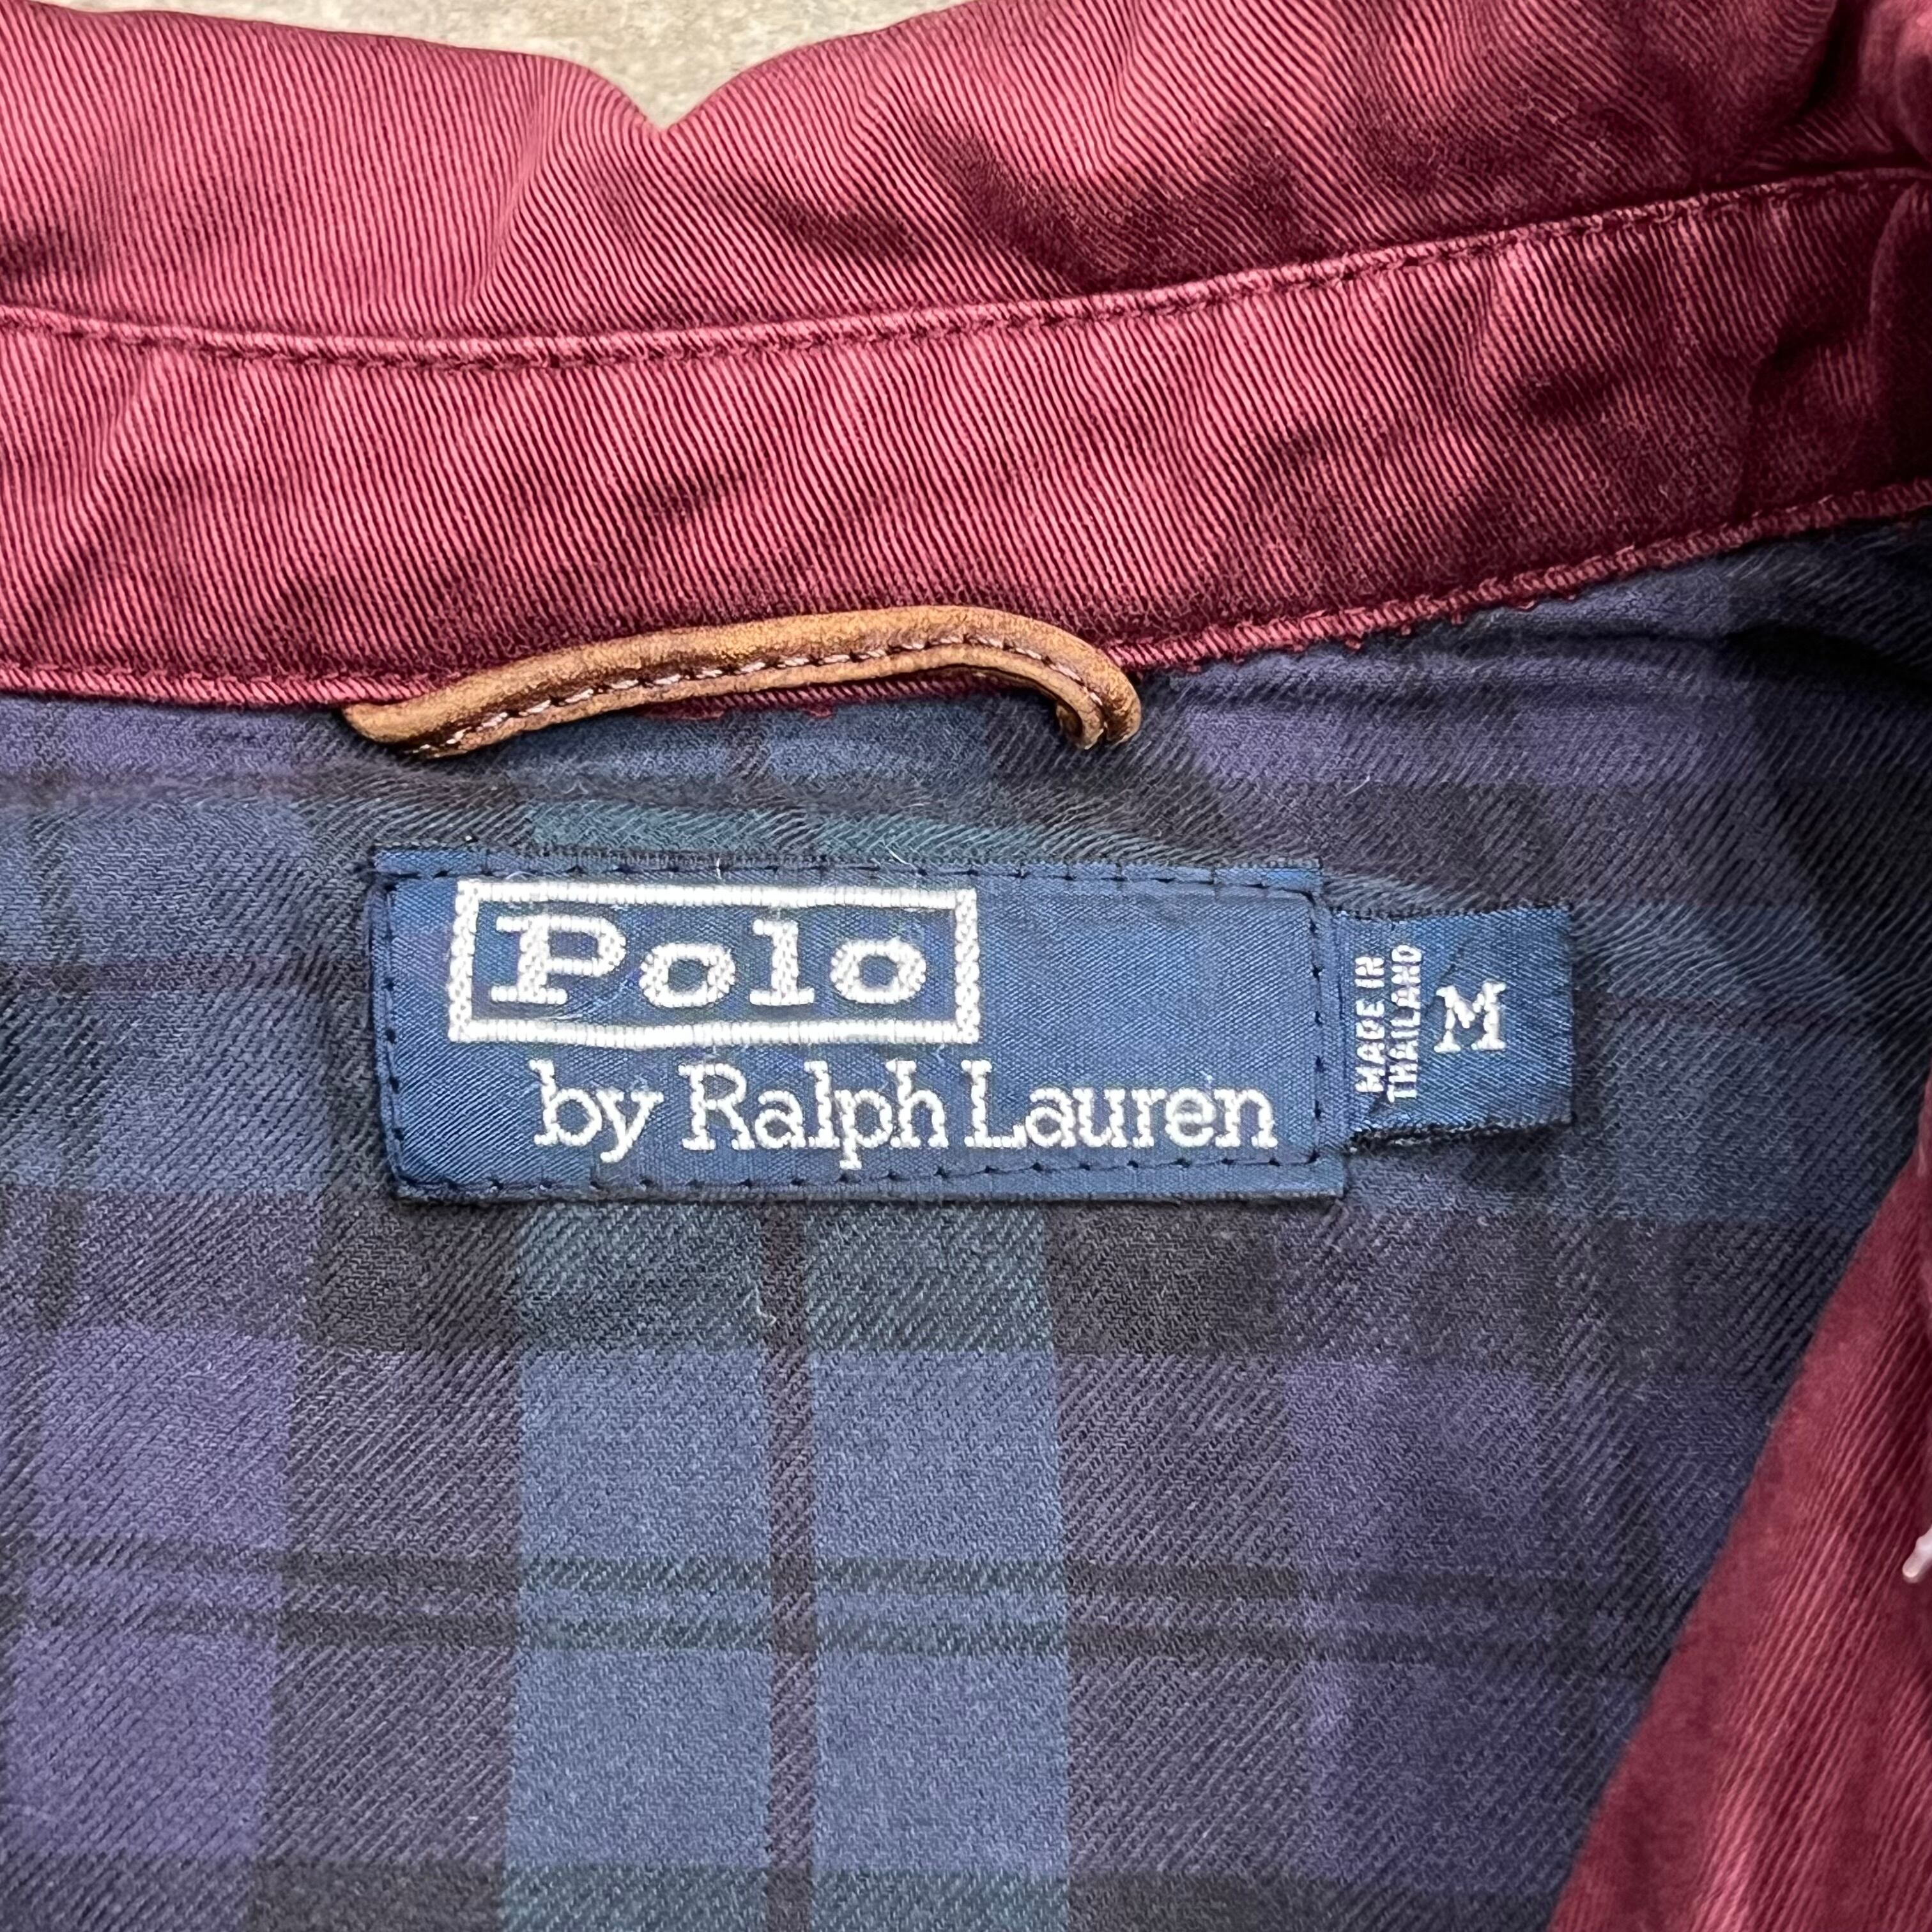 Polo
by Ralph Lauren
MADE IN
THAILAND
M